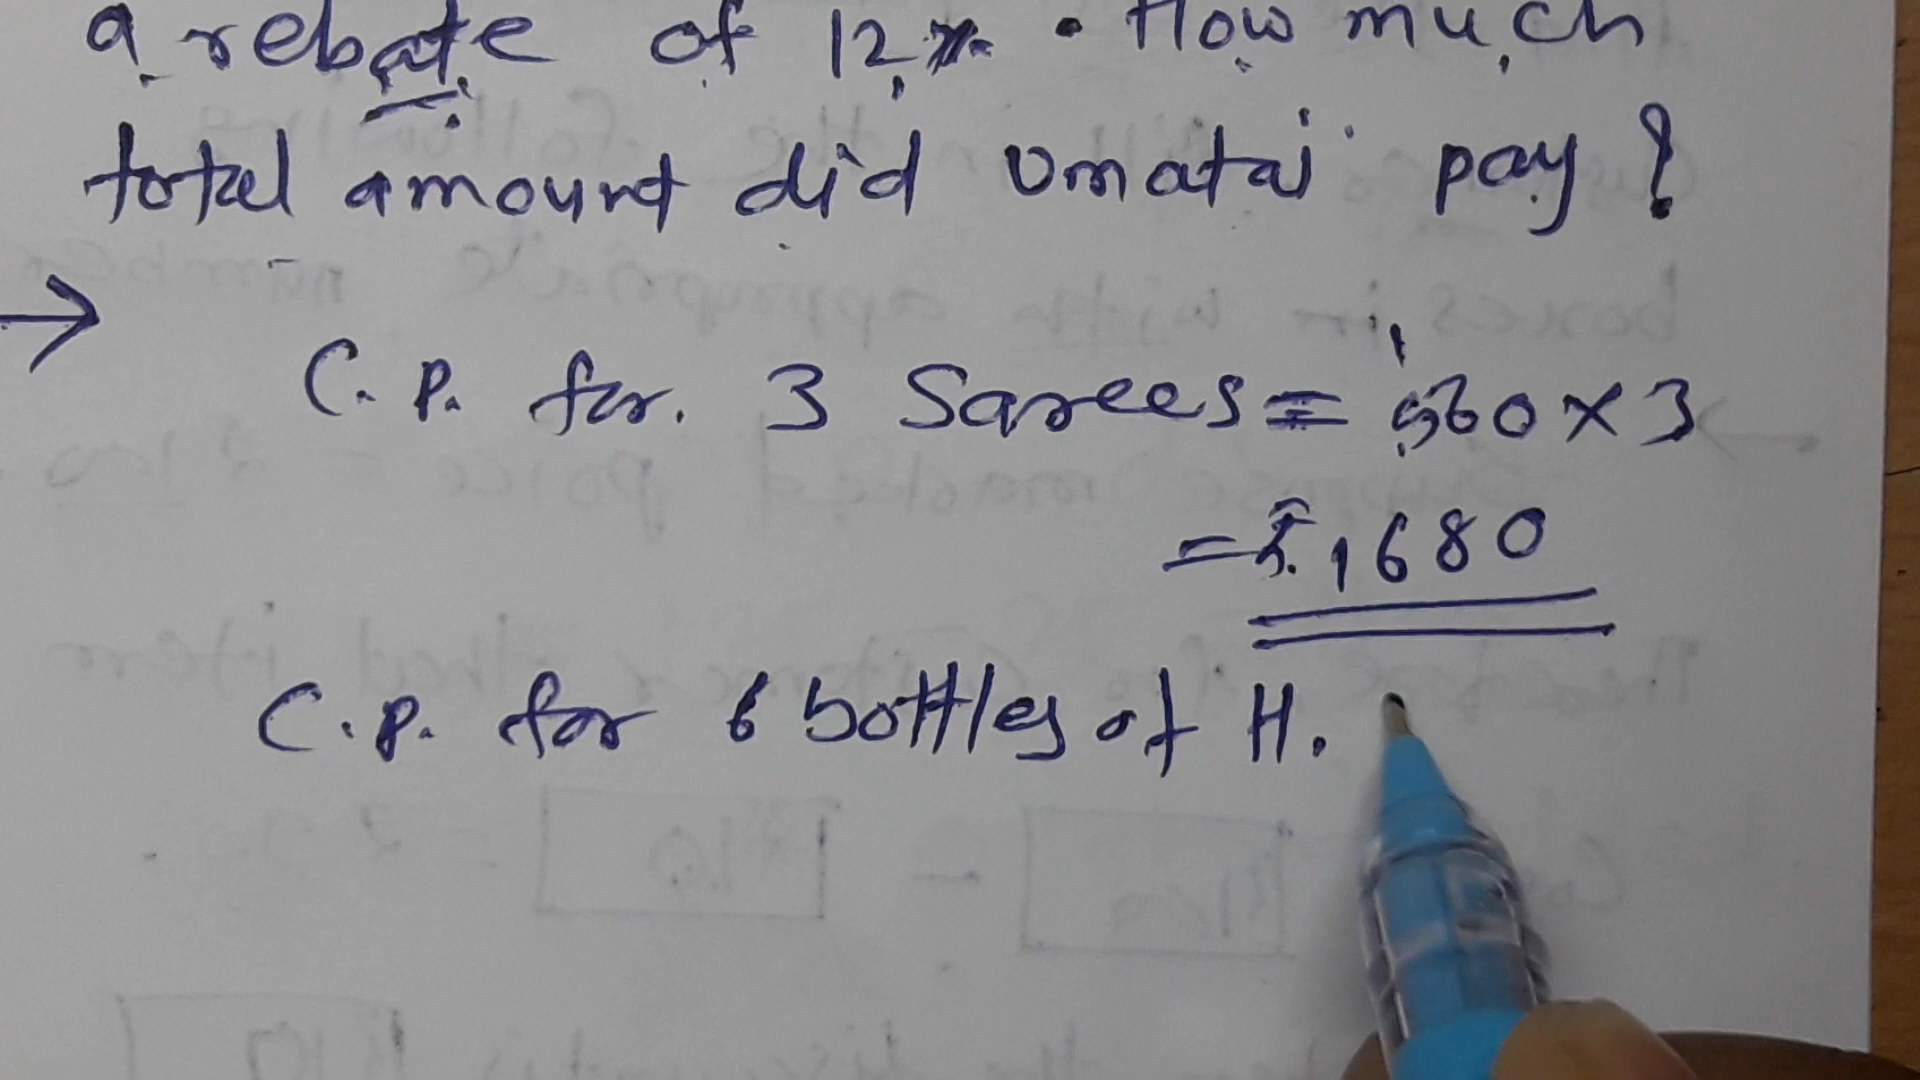 a rebate of 12% . How much
total amount did Umatai pay?
→
C. P. for. 3 Sarees = 560 × 3
= ₹. 1680
C.P. for 6 bottles of H.